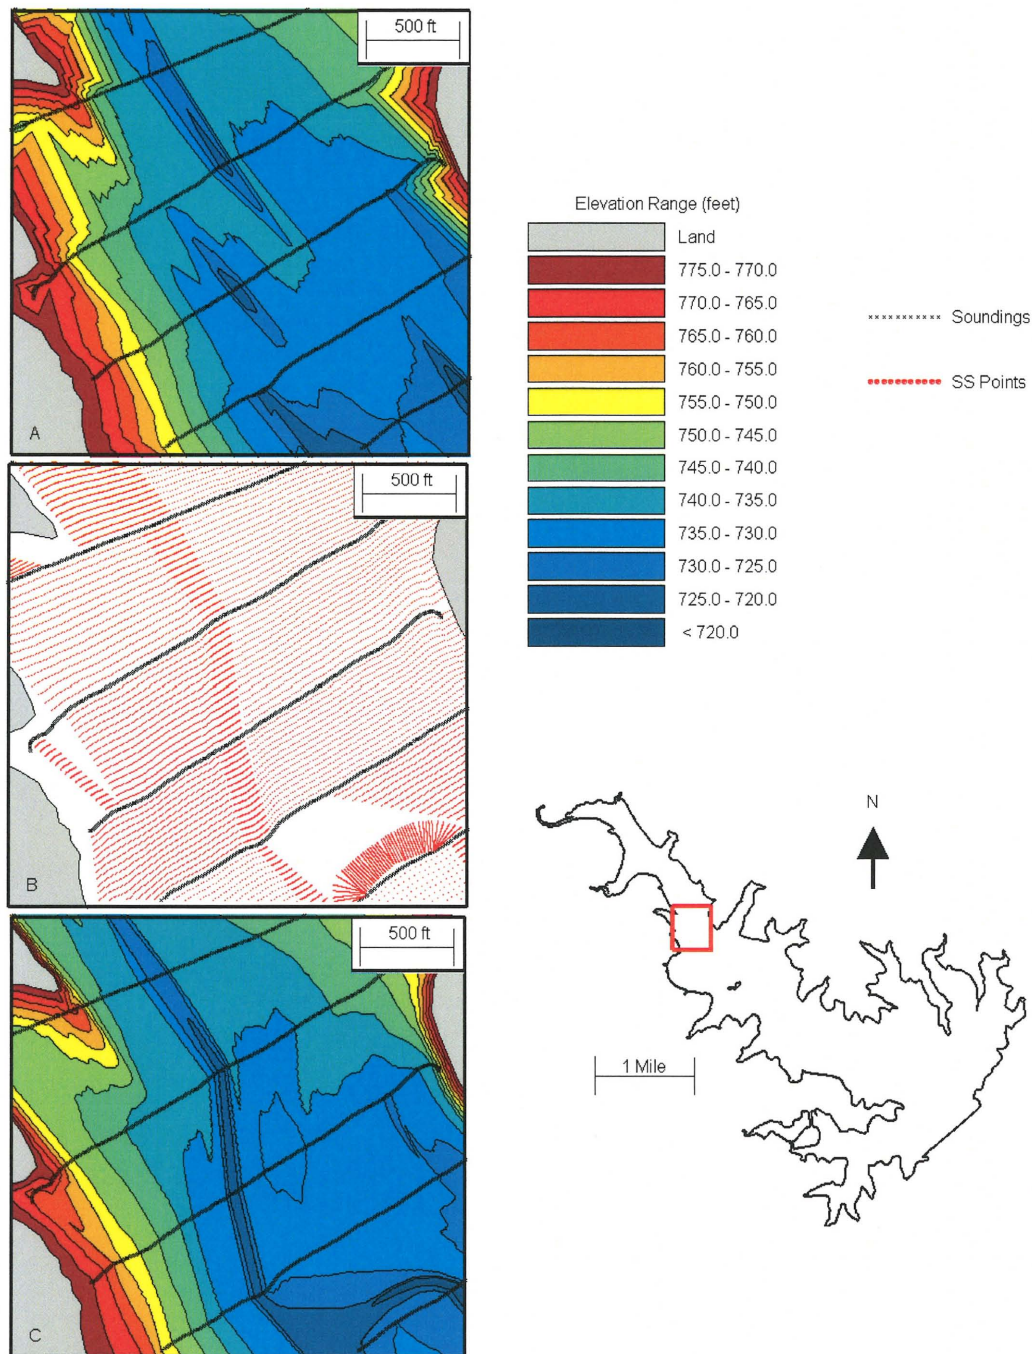 500 ft
A
500 ft
B
500 ft
C
Elevation Range (feet)
Land
775.0 - 770.0
770.0 - 765.0
765.0 - 760.0
760.0 - 755.0
755.0 - 750.0
750.0 - 745.0
745.0 - 740.0
740.0 - 735.0
735.0 - 730.0
730.0 - 725.0
725.0 - 720.0
< 720.0
Soundings
SS Points
N
1 Mile